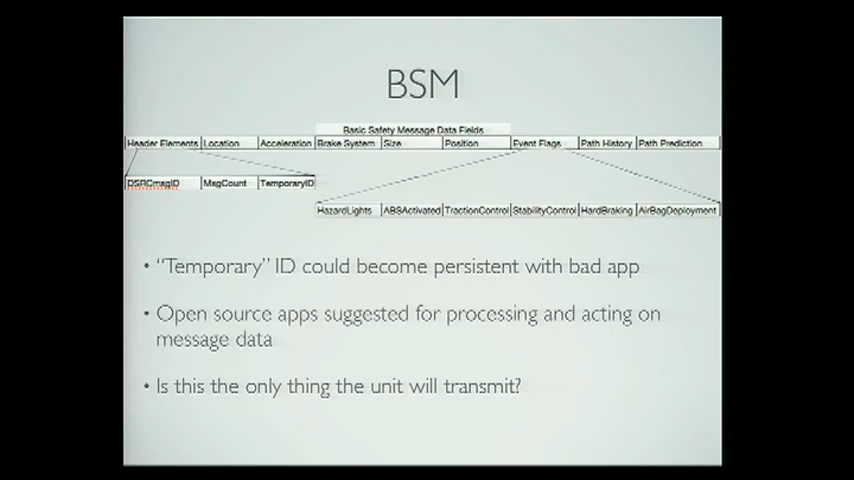 BSM
Basic Safety Message Data Fields
Header Elements Location Acceleration Brake System Size Position Event Flags Path History Path Prediction
DSRCmsgID MsgCount TemporaryID
HazardLights ABSActivated TractionControl StabilityControl HardBraking AirBagDeployment
• “Temporary” ID could become persistent with bad app
• Open source apps suggested for processing and acting on
message data
• Is this the only thing the unit will transmit?